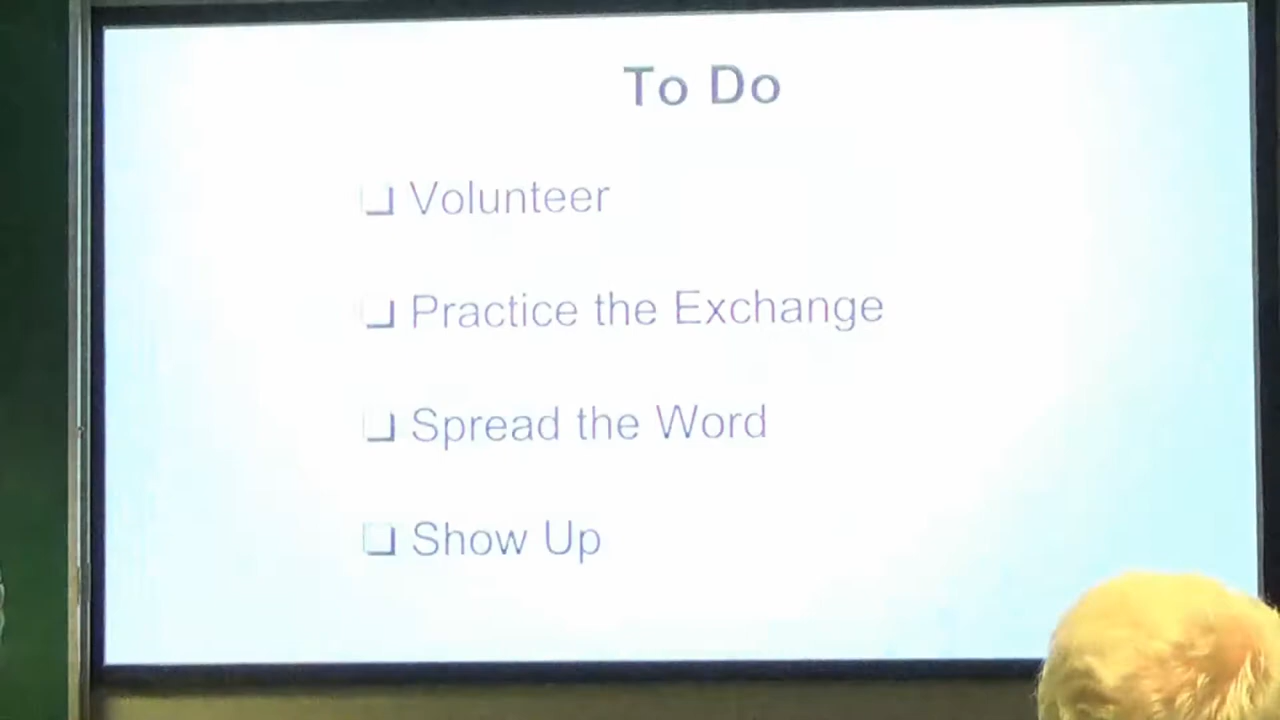 To Do
Volunteer
Practice the Exchange
Spread the Word
Show Up